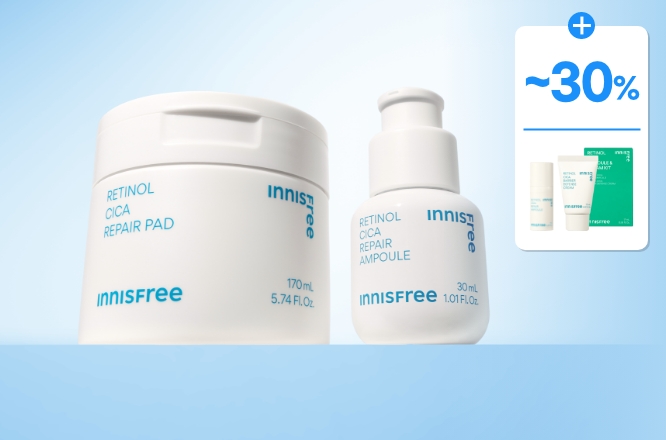 RETINOL
CICA
REPAIR PAD
INNISFree
170 mL
5.74 Fl.Oz.
INNISFree
RETINOL
CICA
REPAIR
AMPOULE
INNISFree
30 mL
1.01 Fl.Oz.
INNISFree
~30%